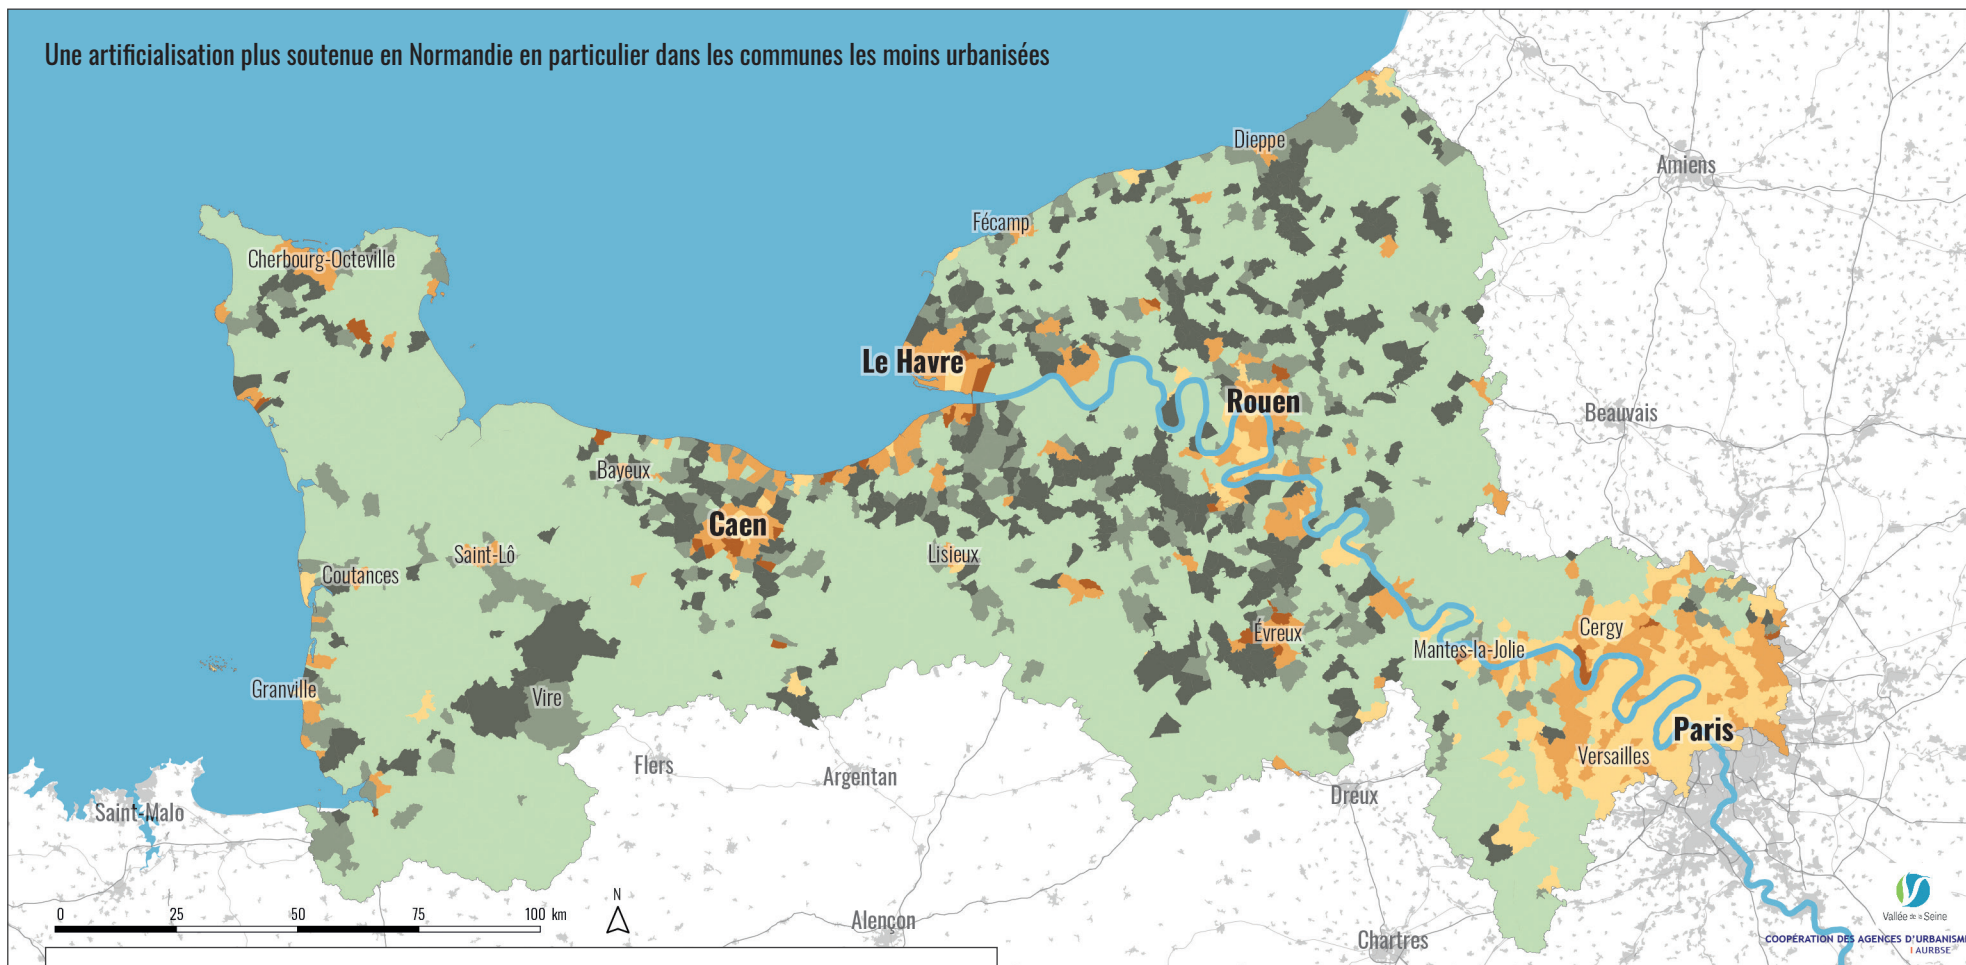 Une artificialisation plus soutenue en Normandie en particulier dans les communes les moins urbanisées
Dieppe
Amiens
Fécamp
Cherbourg-Octeville
Le Havre
Rouen
Beauvais
Bayeux
Caen
Saint-Lô
Lisieux
Coutances
Évreux
Cergy
Mantes-la-Jolie
Granville
Vire
Paris
Versailles
Flers
Argentan
Dreux
Saint-Malo
Alençon
Chartres
0 25 50 75 100 km
N
Vallée de la Seine
COOPÉRATION DES AGENCES D'URBANISME
| AURBSE